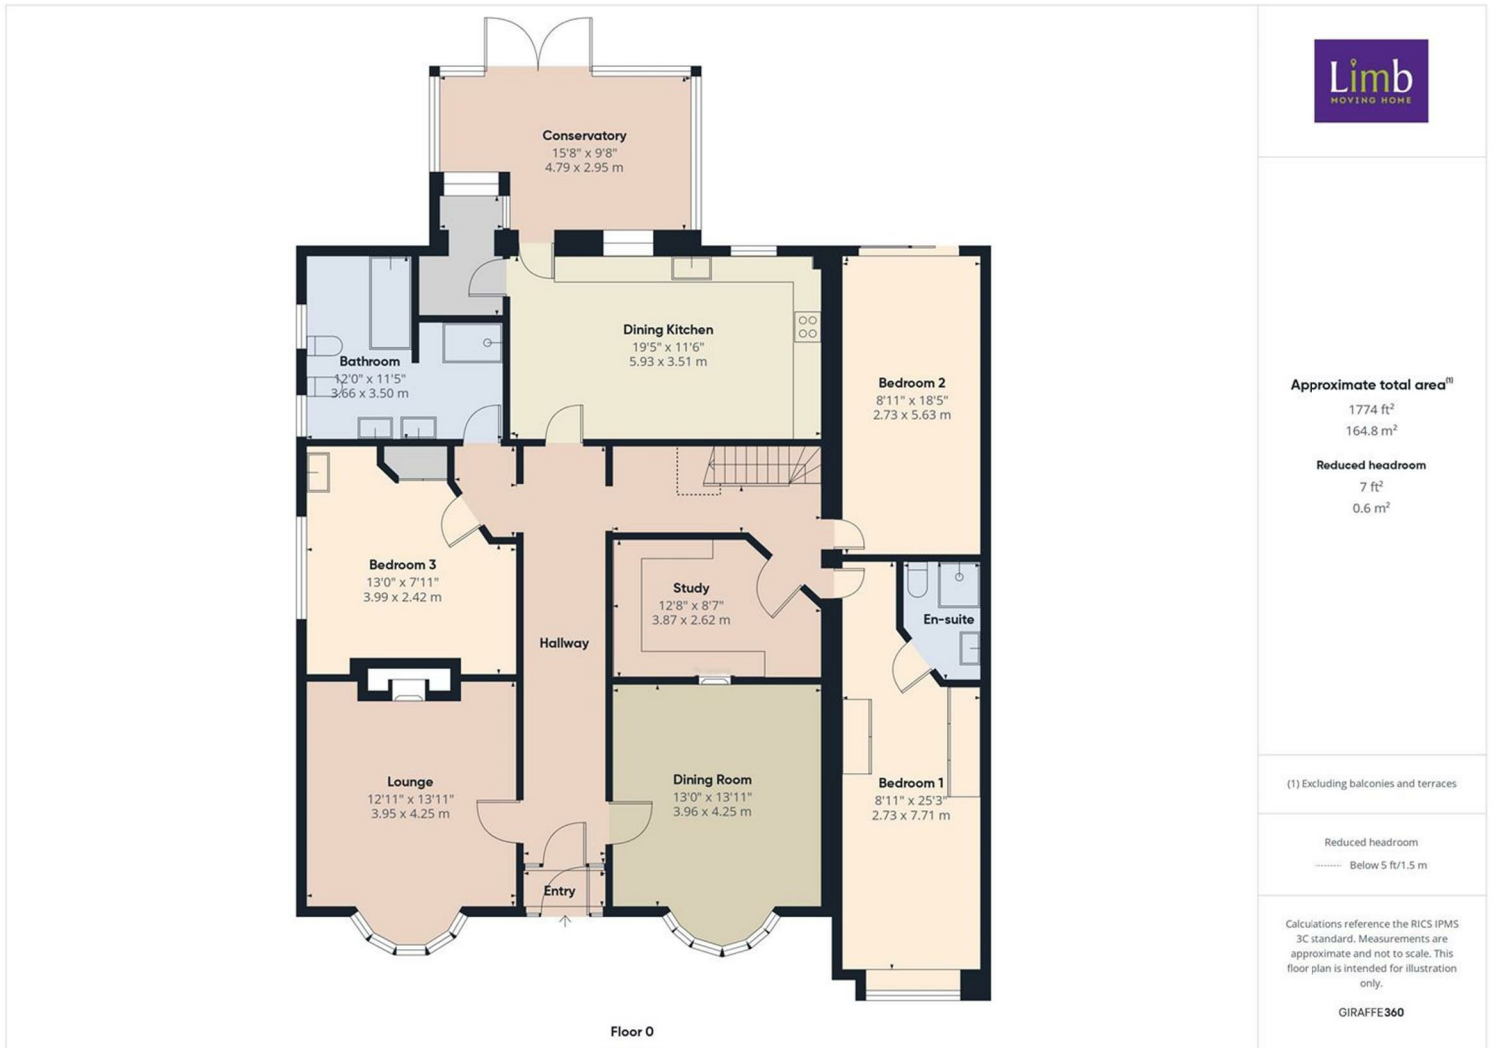 Conservatory
15'8" x 9'8"
4.79 x 2.95 m
Dining Kitchen
19'5" x 11'6"
5.93 x 3.51 m
Bathroom
12'0" x 11'5"
3.66 x 3.50 m
Bedroom 2
8'11" x 18'5"
2.73 x 5.63 m
Bedroom 3
13'0" x 7'11"
3.99 x 2.42 m
Study
12'8" x 8'7"
3.87 x 2.62 m
En-suite
Hallway
Lounge
12'11" x 13'11"
3.95 x 4.25 m
Dining Room
13'0" x 13'11"
3.96 x 4.25 m
Bedroom 1
8'11" x 25'3"
2.73 x 7.71 m
Entry
Floor 0
Limb
MOVING HOME
Approximate total area(1)
1774 ft²
164.8 m²
Reduced headroom
7 ft²
0.6 m²
(1) Excluding balconies and terraces
Reduced headroom
Below 5 ft/1.5 m
Calculations reference the RICS IPMS
3C standard. Measurements are
approximate and not to scale. This
floor plan is intended for illustration
only.
GIRAFFE360